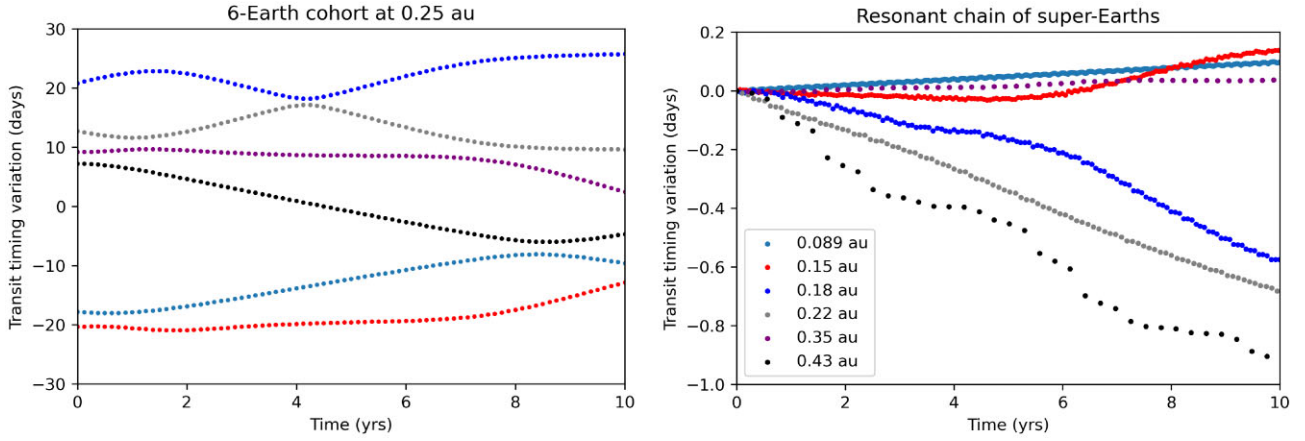 6-Earth cohort at 0.25 au
Transit timing variation (days)
30
20
10
0
−10
−20
−30
0
2
4
6
8
10
Time (yrs)
Resonant chain of super-Earths
Transit timing variation (days)
0.2
0.0
−0.2
−0.4
−0.6
−0.8
−1.0
0.089 au
0.15 au
0.18 au
0.22 au
0.35 au
0.43 au
0
2
4
6
8
10
Time (yrs)